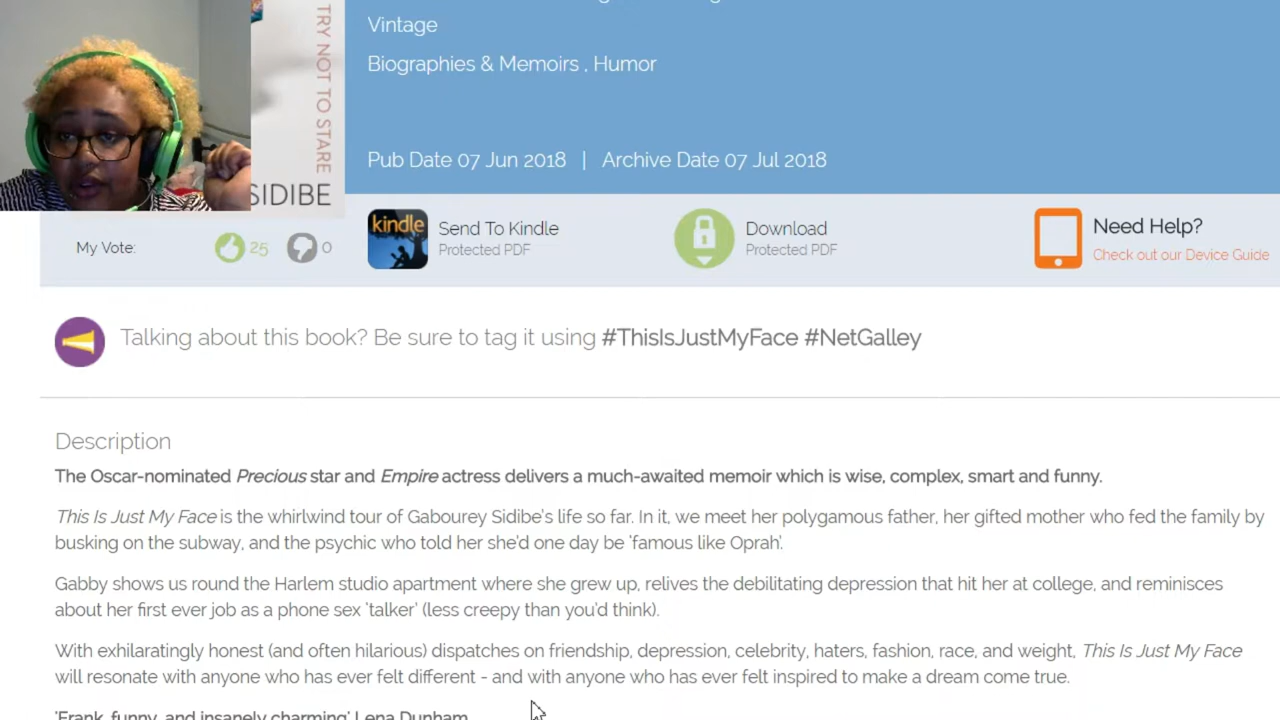 TRY NOT TO STARE
SIDIBE
Vintage
Biographies & Memoirs , Humor
Pub Date 07 Jun 2018 | Archive Date 07 Jul 2018
My Vote: 25 0
kindle
Send To Kindle
Protected PDF
Download
Protected PDF
Need Help?
Check out our Device Guide
Talking about this book? Be sure to tag it using #ThisIsJustMyFace #NetGalley
Description
The Oscar-nominated Precious star and Empire actress delivers a much-awaited memoir which is wise, complex, smart and funny.
This Is Just My Face is the whirlwind tour of Gabourey Sidibe's life so far. In it, we meet her polygamous father, her gifted mother who fed the family by
busking on the subway, and the psychic who told her she'd one day be 'famous like Oprah'.
Gabby shows us round the Harlem studio apartment where she grew up, relives the debilitating depression that hit her at college, and reminisces
about her first ever job as a phone sex 'talker' (less creepy than you'd think).
With exhilaratingly honest (and often hilarious) dispatches on friendship, depression, celebrity, haters, fashion, race, and weight, This Is Just My Face
will resonate with anyone who has ever felt different - and with anyone who has ever felt inspired to make a dream come true.
'Frank, funny, and insanely charming' Lena Dunham